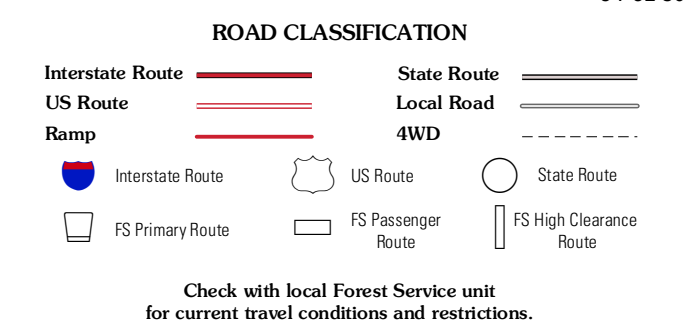 ROAD CLASSIFICATION
Interstate Route
State Route
US Route
Local Road
Ramp
4WD
Interstate Route
US Route
State Route
FS Primary Route
FS Passenger
Route
FS High Clearance
Route
Check with local Forest Service unit
for current travel conditions and restrictions.